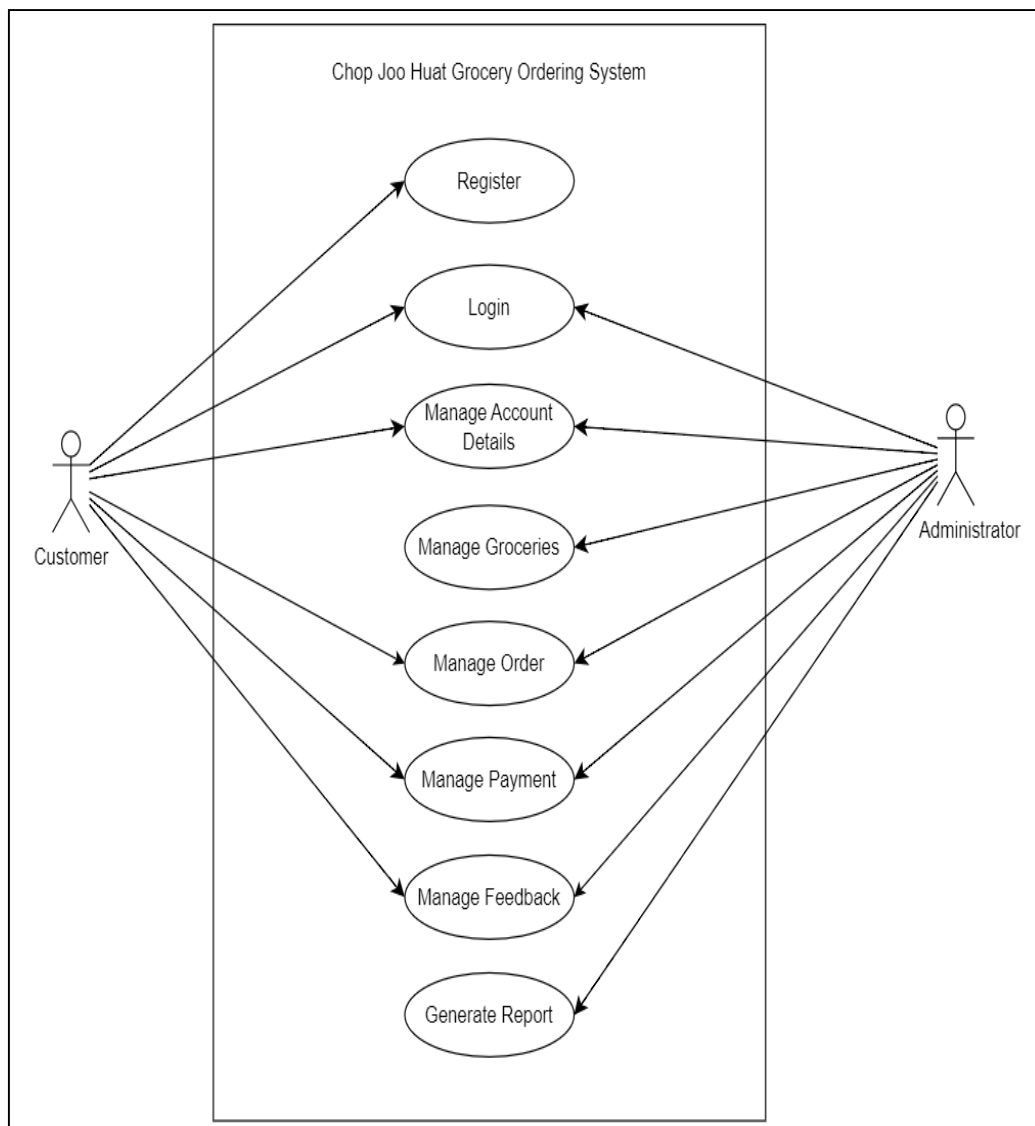 Chop Joo Huat Grocery Ordering System
Register
Login
Manage Account
Details
Manage Groceries
Manage Order
Manage Payment
Manage Feedback
Generate Report
Customer
Administrator